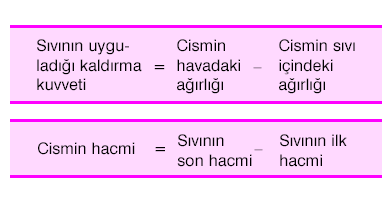 Sıvının uygu- Cismin Cismin sıvı
ladığı kaldırma = havadaki – içindeki
kuvveti ağırlığı ağırlığı
Sıvının Sıvının ilk
Cismin hacmi = son hacmi – hacmi